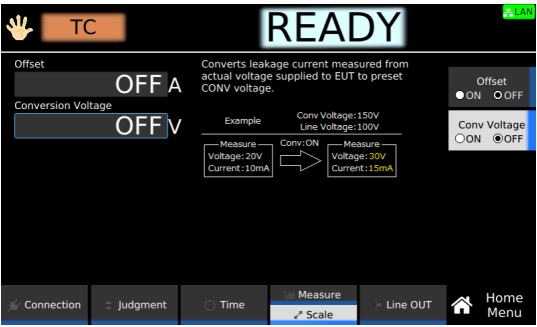 TC
READY
LAN
Offset
OFF A
Conversion Voltage
OFF V
Converts leakage current measured from
actual voltage supplied to EUT to preset
CONV voltage.
Example
Conv Voltage:150V
Line Voltage:100V
Measure
Voltage:20V
Current:10mA
Conv:ON
Measure
Voltage:30V
Current:15mA
Offset
ON OFF
Conv Voltage
ON OFF
Connection
Judgment
Time
Measure
Scale
Line OUT
Home
Menu